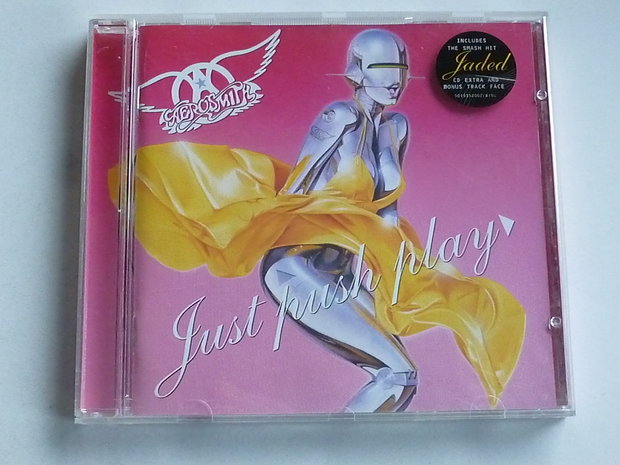 AEROSMITH
INCLUDES
THE SMASH HIT
Jaded
CD EXTRA AND
BONUS TRACK FACE
Just push play